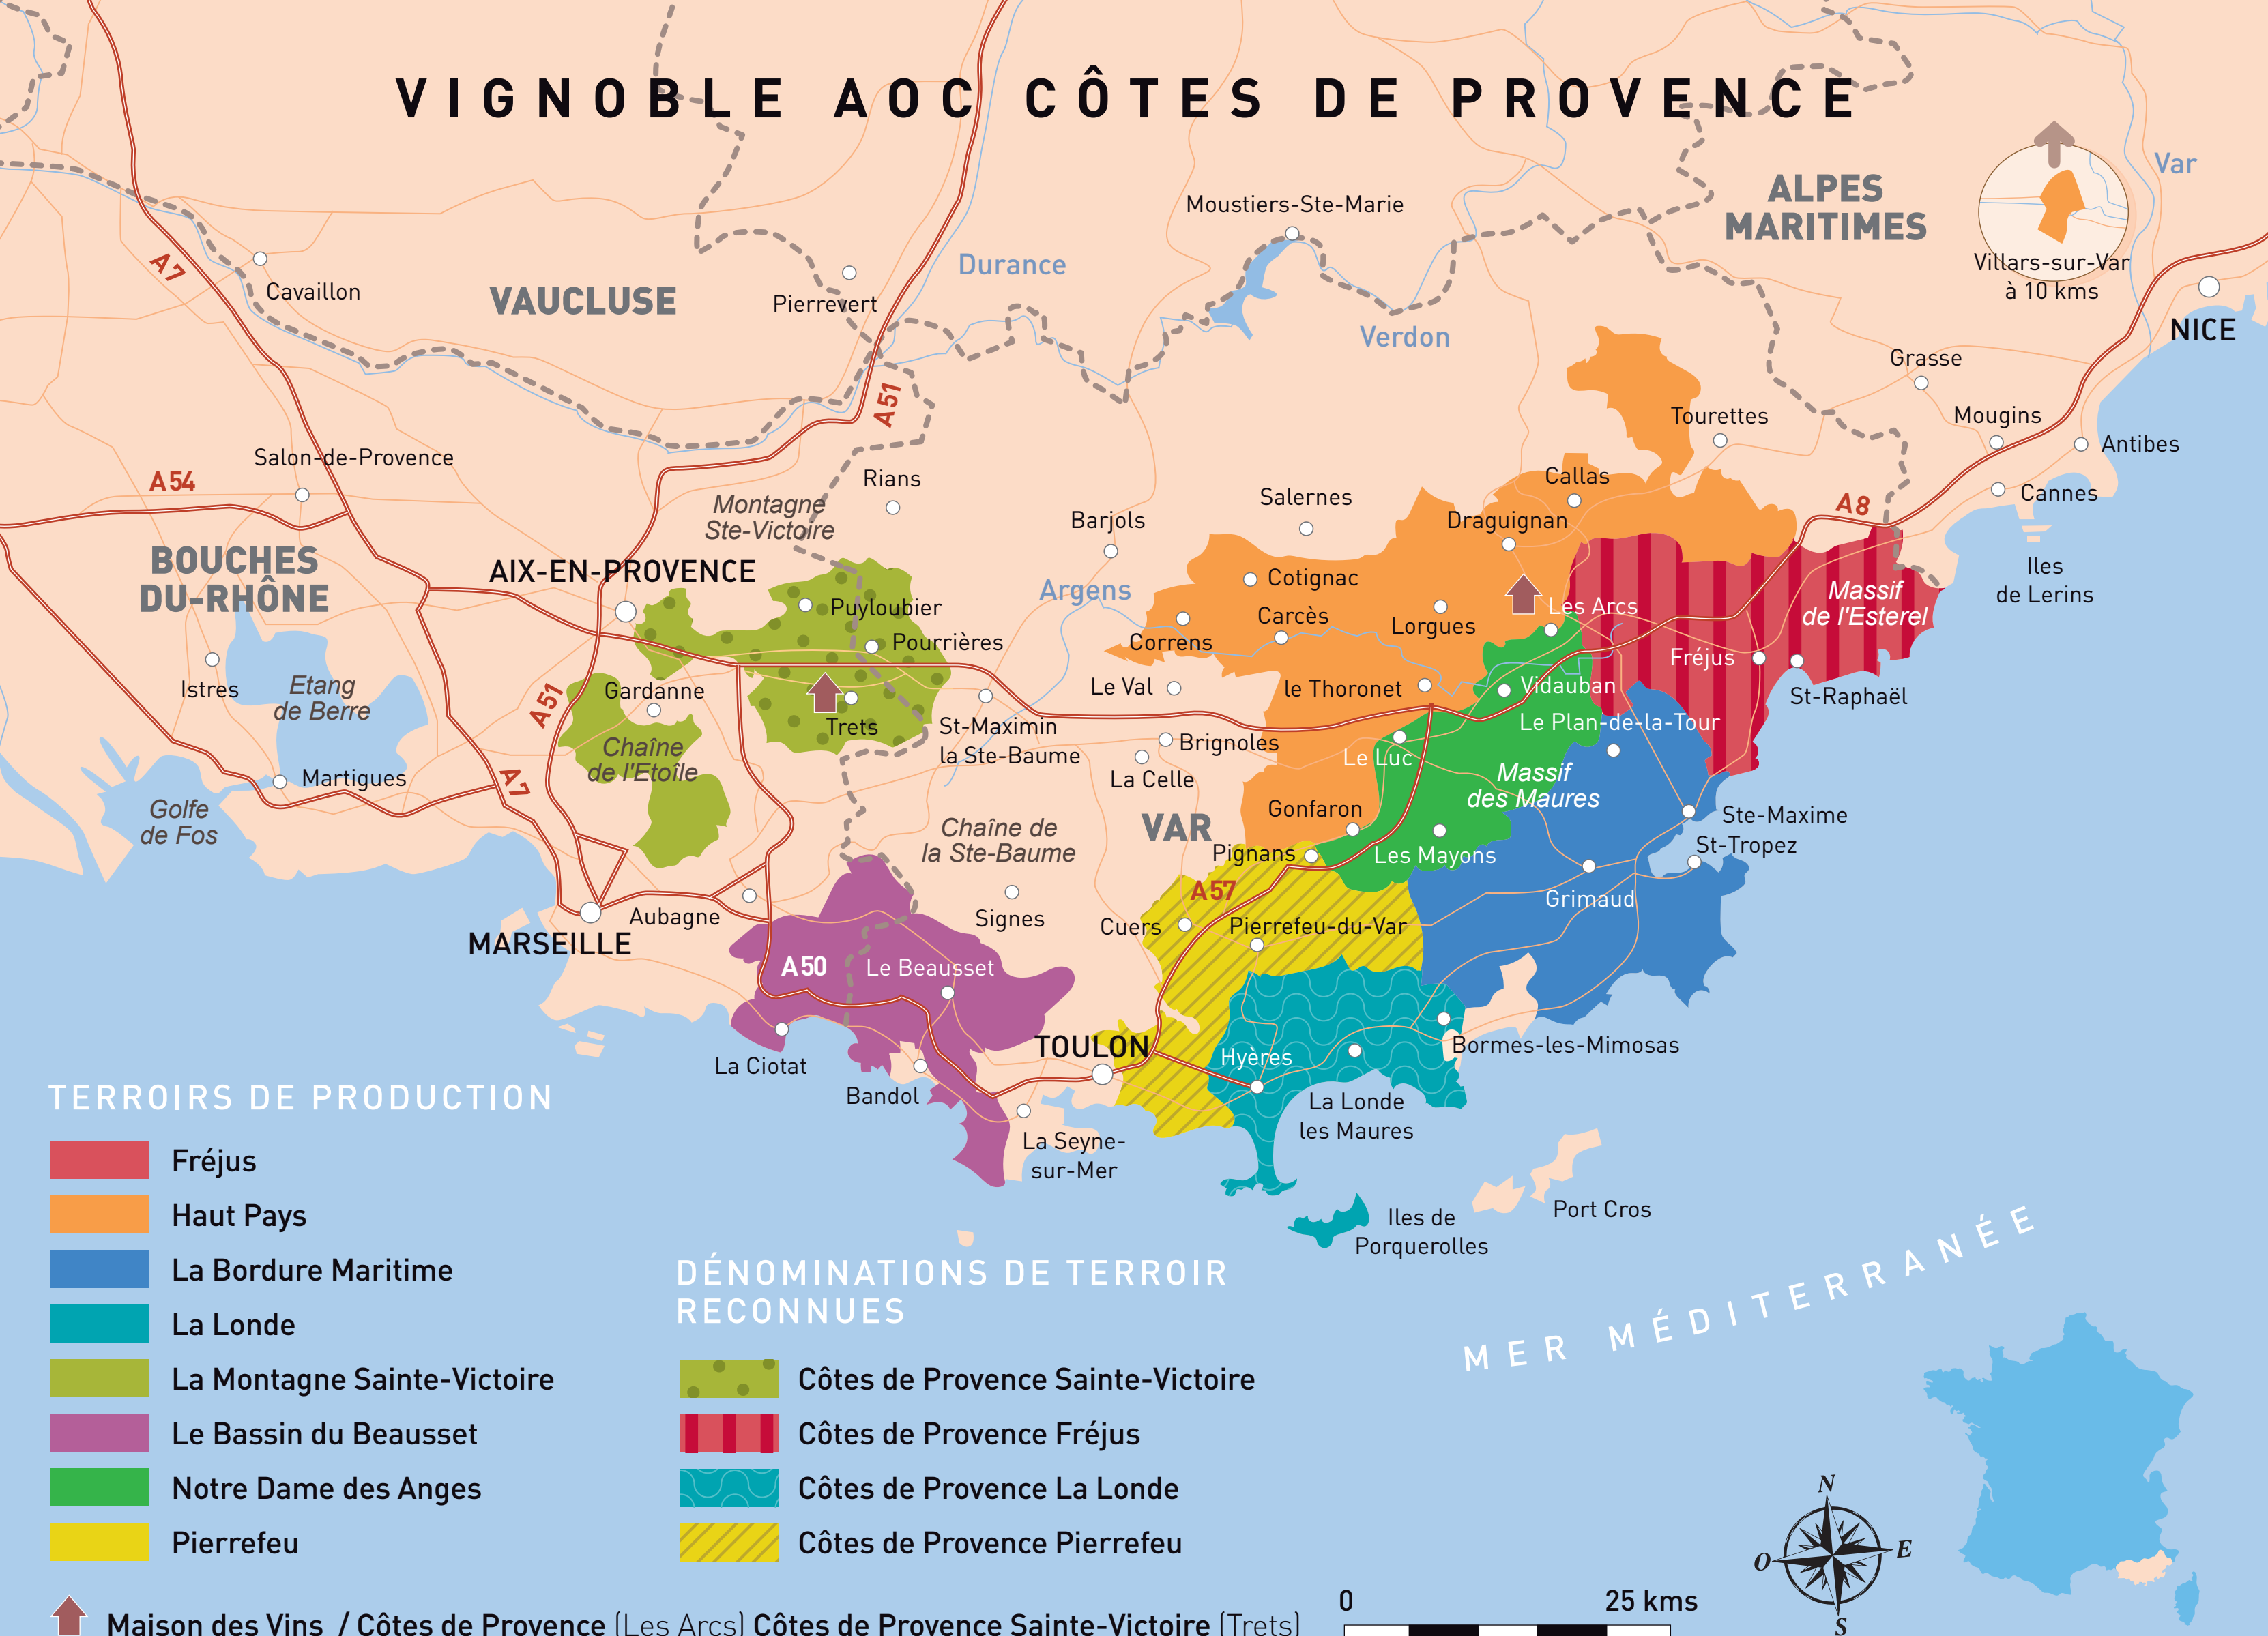 VIGNOBLE AOC CÔTES DE PROVENCE
Var
ALPES
MARITIMES
Moustiers-Ste-Marie
Villars-sur-Var
à 10 kms
A7
Cavaillon
VAUCLUSE
Pierrevert
Durance
Verdon
NICE
Grasse
A51
Tourettes
Mougins
Antibes
Salon-de-Provence
A54
Rians
Callas
Cannes
A8
Montagne
Ste-Victoire
Salernes
Barjols
Draguignan
BOUCHES
DU-RHÔNE
AIX-EN-PROVENCE
Argens
Cotignac
Iles
de Lerins
Massif
de l'Esterel
Puyloubier
Pourrières
Correns
Carcès
Lorgues
Les Arcs
Fréjus
St-Raphaël
Istres
Etang
de Berre
A51
Gardanne
Trets
St-Maximin
la Ste-Baume
Le Val
le Thoronet
Vidauban
Le Plan-de-la-Tour
Chaîne
de l'Etoîle
Brignoles
La Celle
Le Luc
Massif
des Maures
Martigues
A7
Golfe
de Fos
Chaîne de
la Ste-Baume
VAR
Gonfaron
Ste-Maxime
St-Tropez
Pignans
Les Mayons
A57
Grimaud
Signes
Aubagne
MARSEILLE
Cuers
Pierrefeu-du-Var
A50
Le Beausset
TOULON
Hyères
Bormes-les-Mimosas
La Ciotat
Bandol
La Londe
les Maures
La Seyne-
sur-Mer
Iles de
Porquerolles
Port Cros
MER MÉDITERRANÉE
TERROIRS DE PRODUCTION
Fréjus
Haut Pays
La Bordure Maritime
La Londe
La Montagne Sainte-Victoire
Le Bassin du Beausset
Notre Dame des Anges
Pierrefeu
DÉNOMINATIONS DE TERROIR
RECONNUES
Côtes de Provence Sainte-Victoire
Côtes de Provence Fréjus
Côtes de Provence La Londe
Côtes de Provence Pierrefeu
Maison des Vins / Côtes de Provence (Les Arcs) Côtes de Provence Sainte-Victoire (Trets)
0 25 kms
N
O E
S